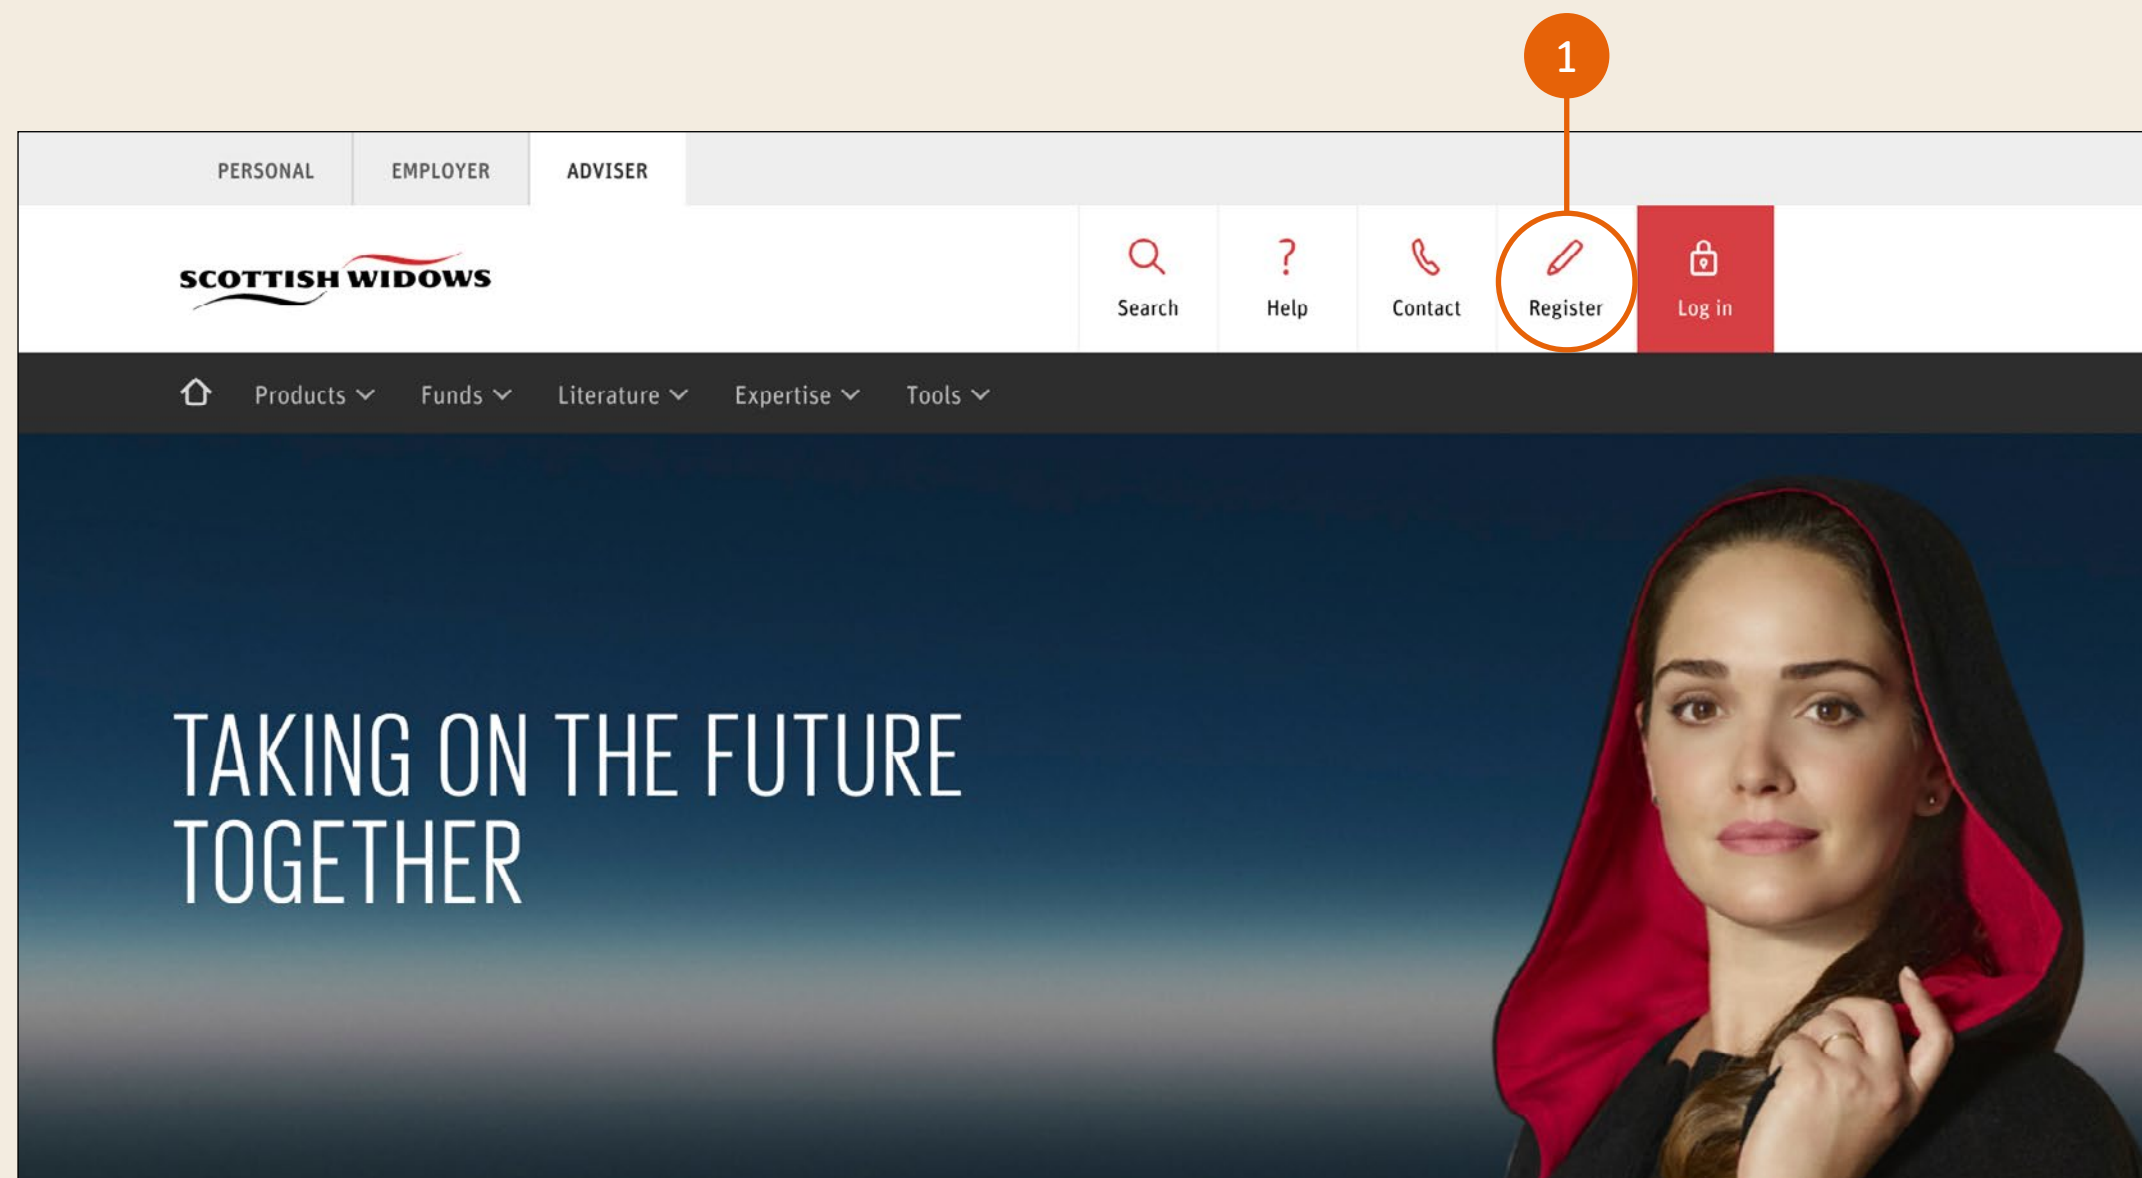 1
PERSONAL EMPLOYER ADVISER
SCOTTISH WIDOWS
Search Help Contact Register Log in
Products Funds Literature Expertise Tools
TAKING ON THE FUTURE
TOGETHER